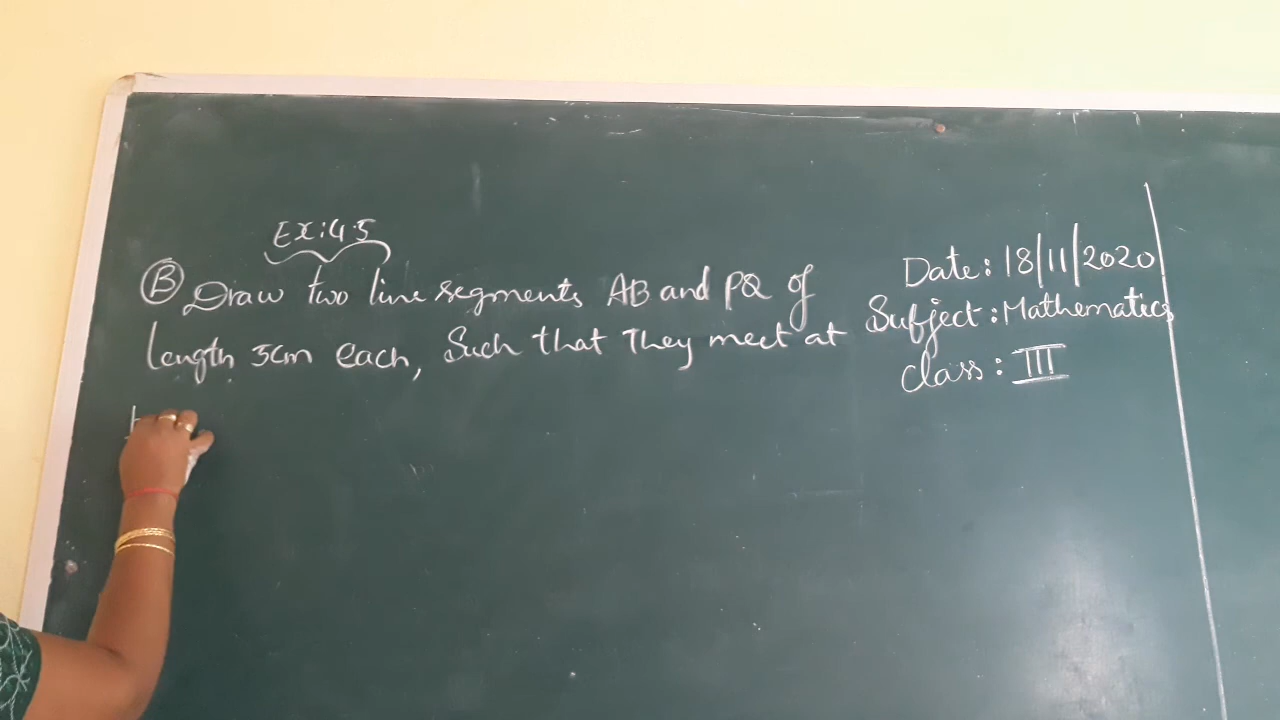 Ex:4.5
Ⓑ Draw two line segments AB and PQ of
length 5cm each, Such that They meet at
Date: 18/11/2020
Subject: Mathematics
class: III